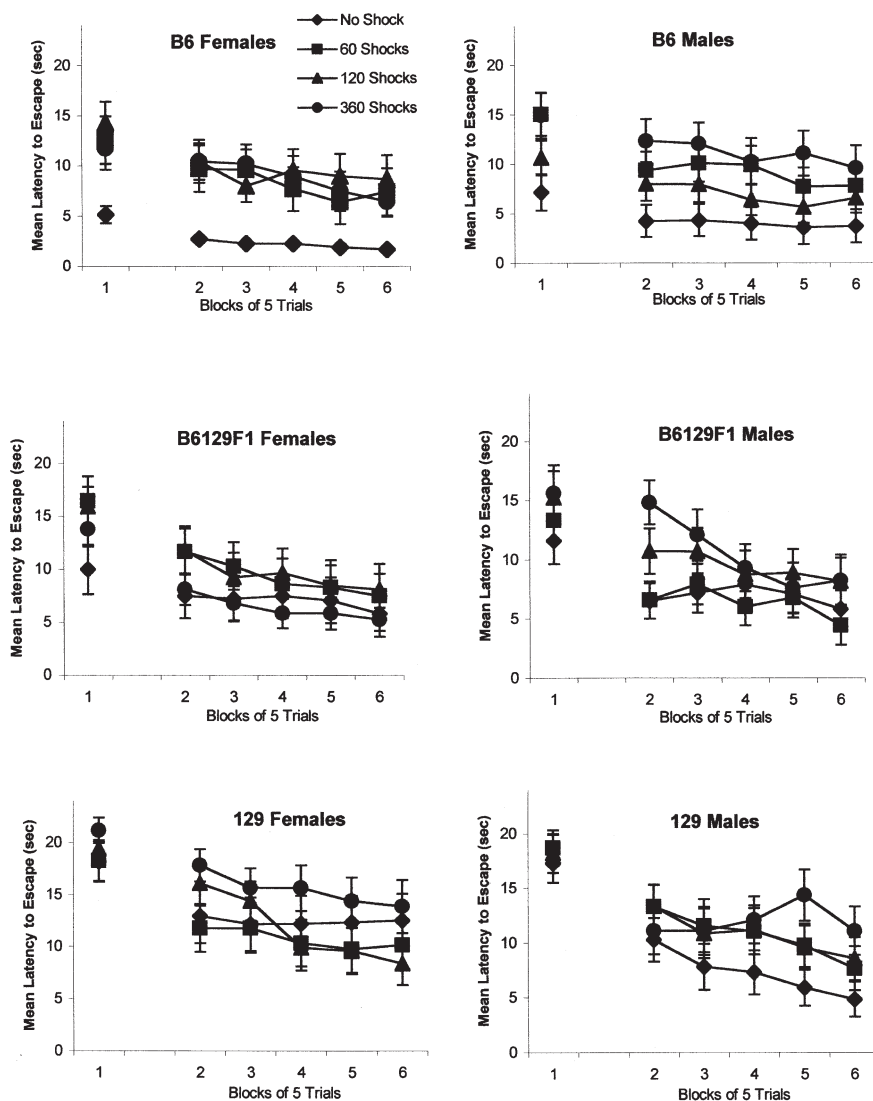 B6 Females
No Shock
60 Shocks
120 Shocks
360 Shocks
Mean Latency to Escape (sec)
20
15
10
5
0
1 2 3 4 5 6
Blocks of 5 Trials
B6 Males
Mean Latency to Escape (sec)
20
15
10
5
0
1 2 3 4 5 6
Blocks of 5 Trials
B6129F1 Females
Mean Latency to Escape (sec)
20
15
10
5
0
1 2 3 4 5 6
Blocks of 5 Trials
B6129F1 Males
Mean Latency to Escape (sec)
20
15
10
5
0
1 2 3 4 5 6
Blocks of 5 Trials
129 Females
Mean Latency to Escape (sec)
20
15
10
5
0
1 2 3 4 5 6
Blocks of 5 Trials
129 Males
Mean Latency to Escape (sec)
20
15
10
5
0
1 2 3 4 5 6
Blocks of 5 Trials